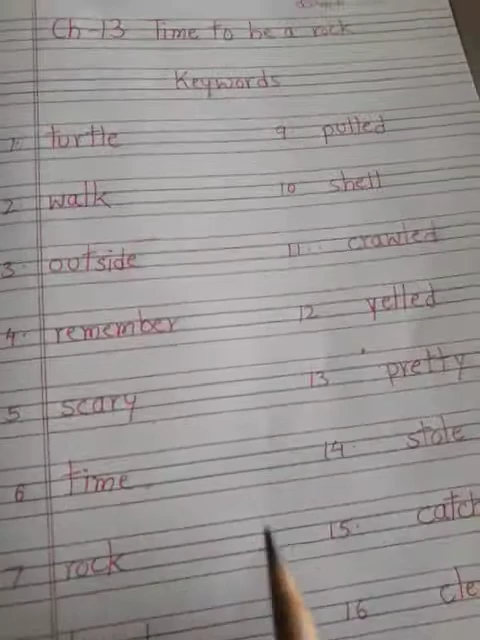 Ch-13 Time to be a rock
Keywords
1. turtle
2. walk
3. outside
4. remember
5 scary
6 time
7 rock
9 pulled
10 shell
11. crawled
12 yelled
13 pretty
14. stole
15. catch
16 cle